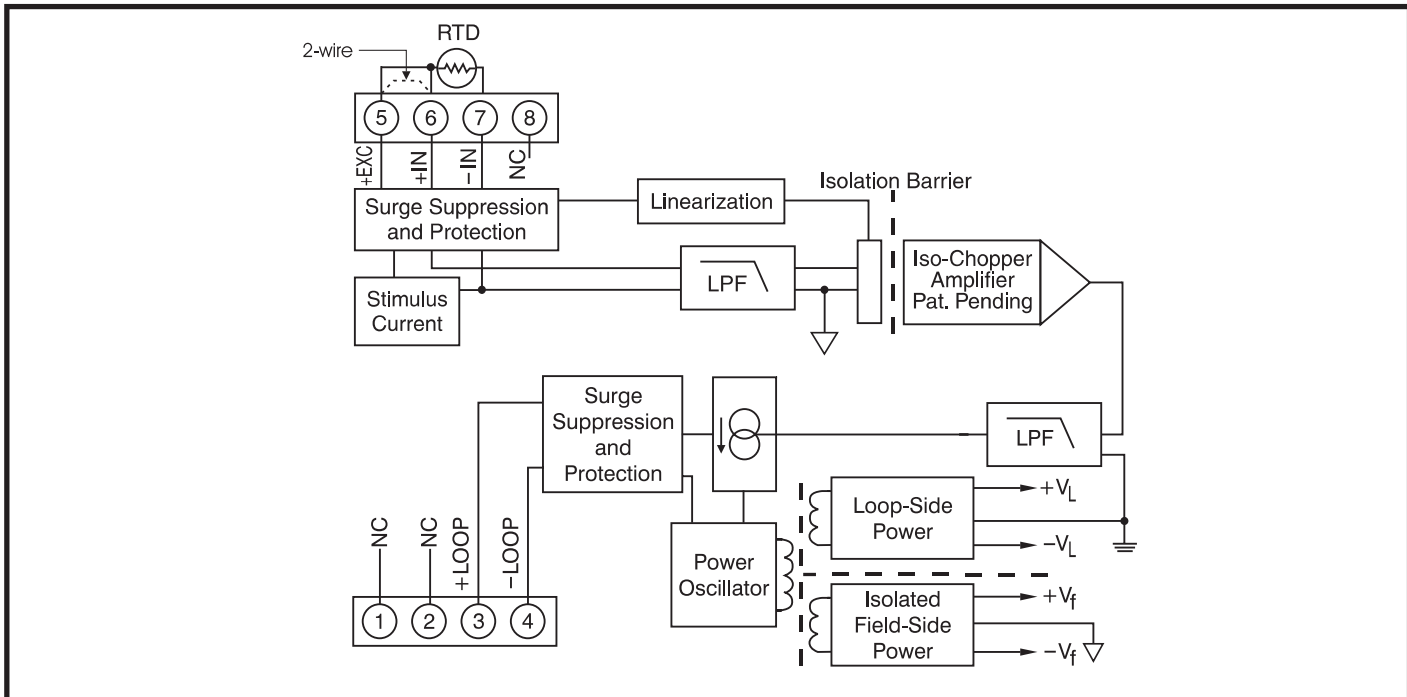 RTD
2-wire
5 6 7 8
+EXC
+IN
−IN
NC
Surge Suppression
and Protection
Linearization
Isolation Barrier
LPF
Iso-Chopper
Amplifier
Pat. Pending
Stimulus
Current
Surge
Suppression
and
Protection
LPF
Loop-Side
Power
+VL
−VL
NC
NC
+LOOP
−LOOP
Power
Oscillator
Isolated
Field-Side
Power
+Vf
−Vf
1 2 3 4